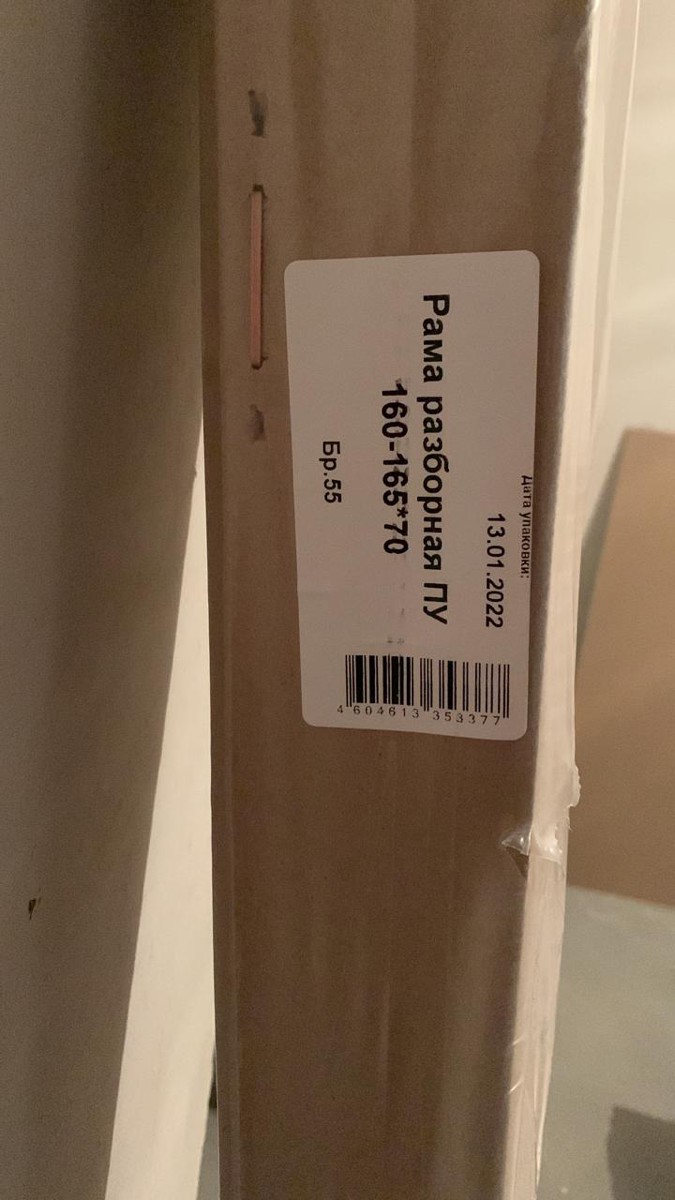 Дата упаковки:
13.01.2022
Рама разборная ПУ
160-165*70
Бр.55
4 604613 353377